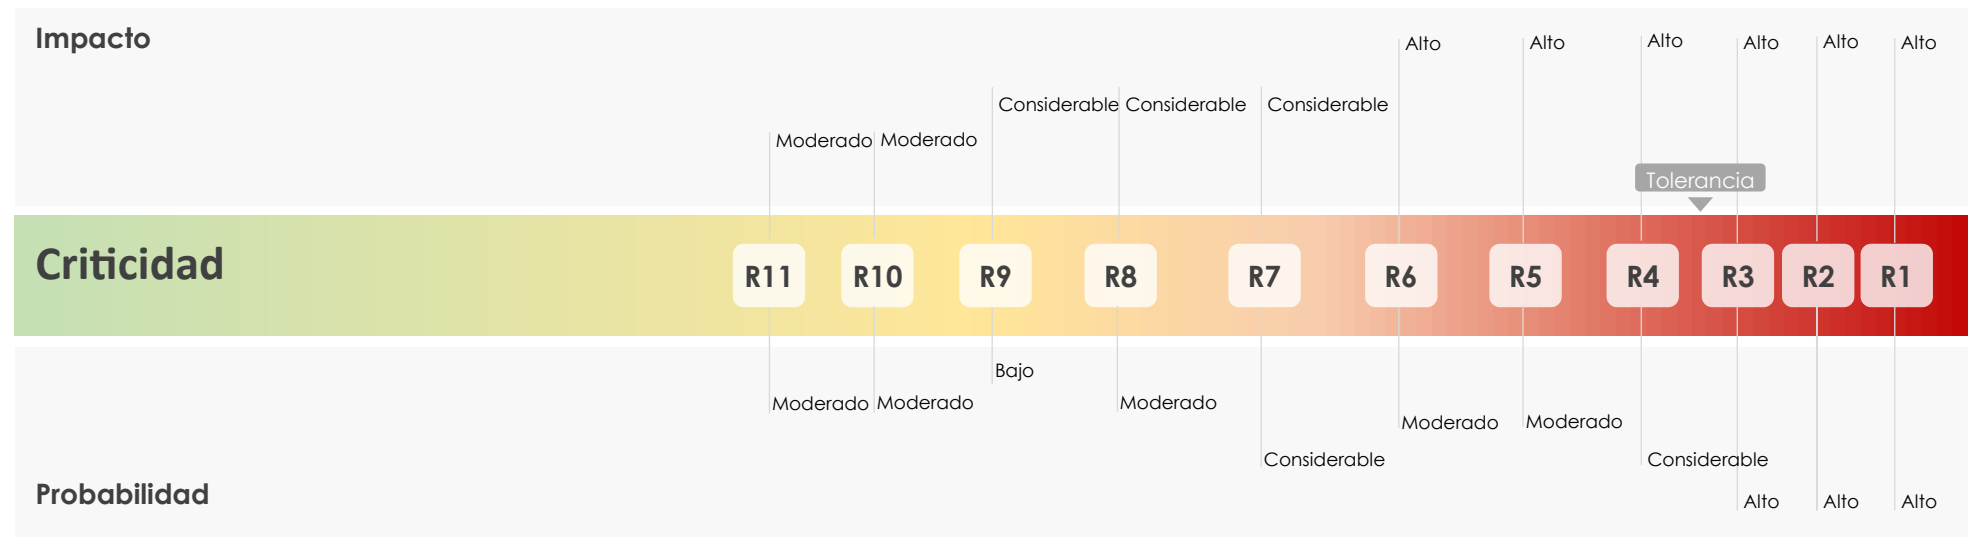 Impacto
Alto Alto Alto Alto Alto Alto
Considerable Considerable Considerable
Moderado Moderado
Tolerancia
Criticidad
R11 R10 R9 R8 R7 R6 R5 R4 R3 R2 R1
Bajo
Moderado Moderado Moderado
Moderado Moderado
Considerable Considerable
Probabilidad
Alto Alto Alto